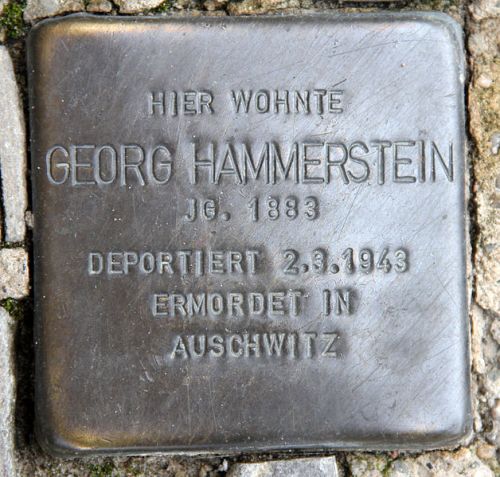 HIER WOHNTE
GEORG HAMMERSTEIN
JG. 1883
DEPORTIERT 2.3.1943
ERMORDET IN
AUSCHWITZ